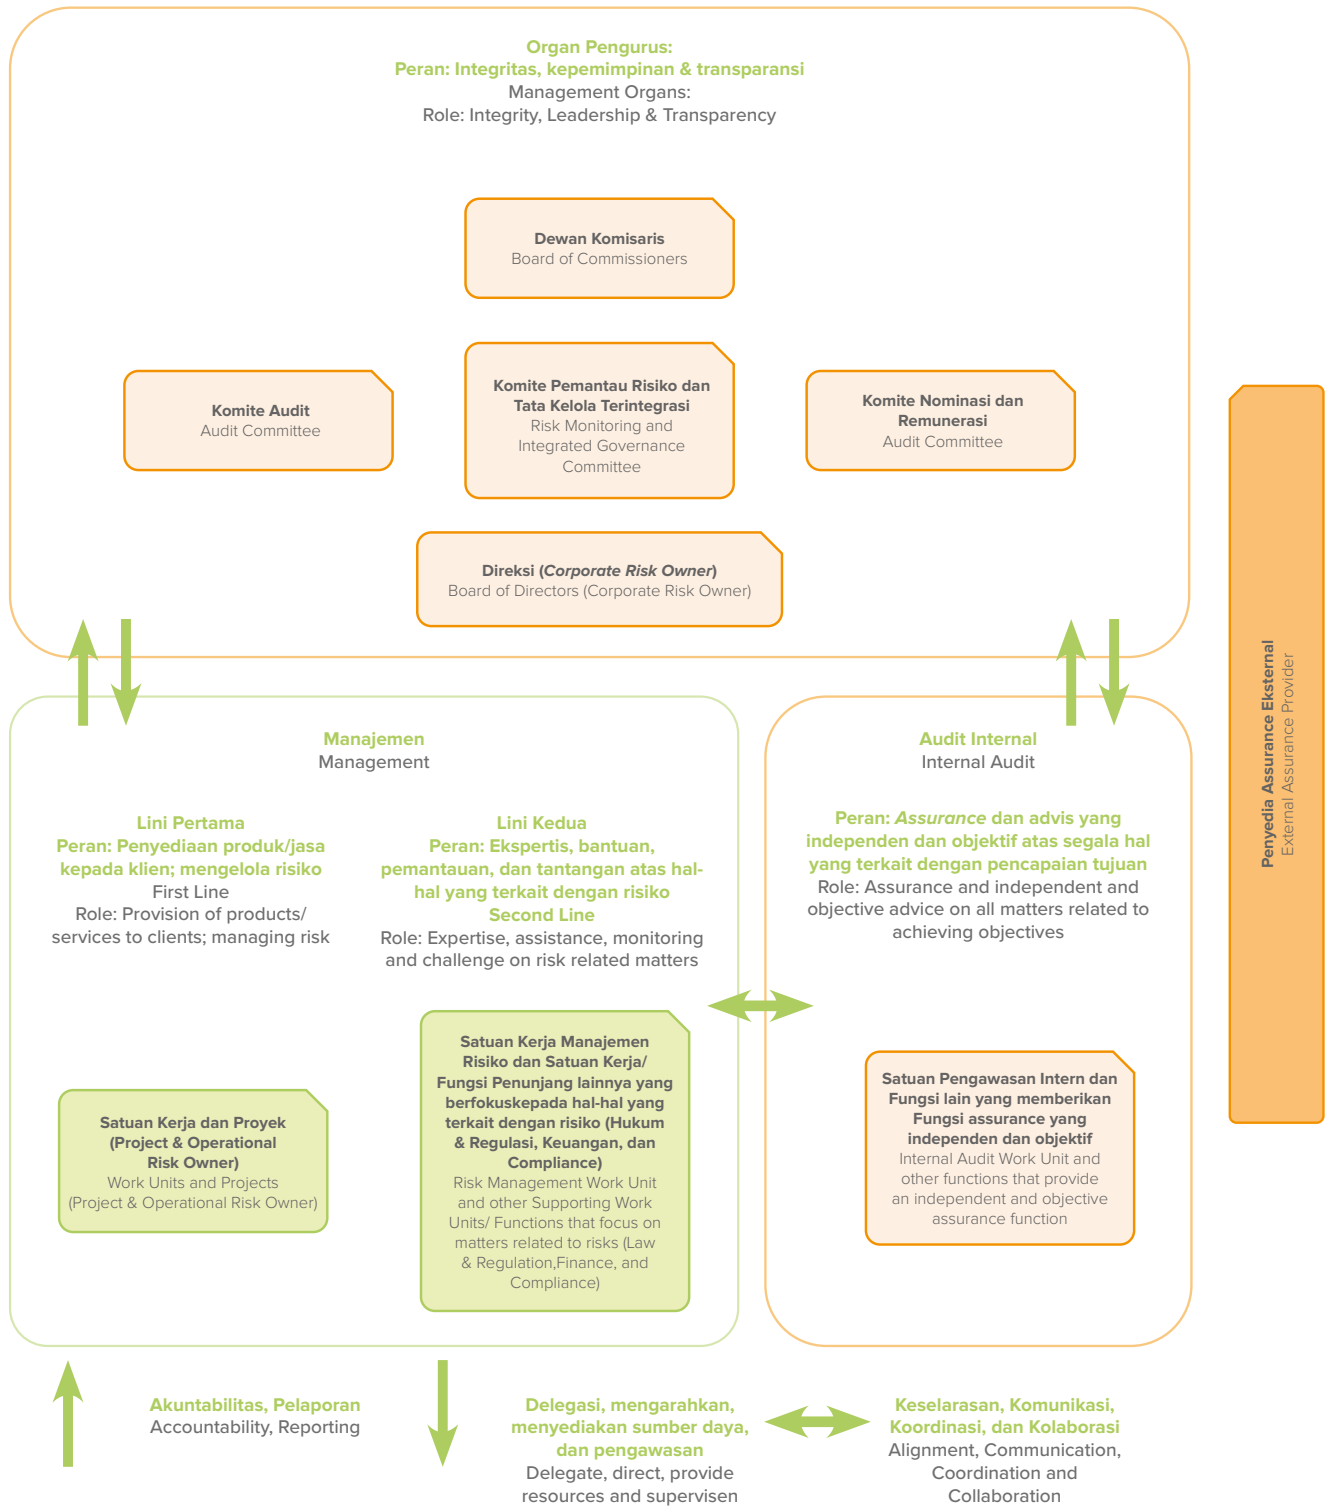 Organ Pengurus:
Peran: Integritas, kepemimpinan & transparansi
Management Organs:
Role: Integrity, Leadership & Transparency
Dewan Komisaris
Board of Commissioners
Komite Audit
Audit Committee
Komite Pemantau Risiko dan
Tata Kelola Terintegrasi
Risk Monitoring and
Integrated Governance
Committee
Komite Nominasi dan
Remunerasi
Audit Committee
Direksi (Corporate Risk Owner)
Board of Directors (Corporate Risk Owner)
Penyedia Assurance Eksternal
External Assurance Provider
Manajemen
Management
Lini Pertama
Peran: Penyediaan produk/jasa
kepada klien; mengelola risiko
First Line
Role: Provision of products/
services to clients; managing risk
Lini Kedua
Peran: Ekspertis, bantuan,
pemantauan, dan tantangan atas hal-
hal yang terkait dengan risiko
Second Line
Role: Expertise, assistance, monitoring
and challenge on risk related matters
Satuan Kerja dan Proyek
(Project & Operational
Risk Owner)
Work Units and Projects
(Project & Operational Risk Owner)
Satuan Kerja Manajemen
Risiko dan Satuan Kerja/
Fungsi Penunjang lainnya yang
berfokuskepada hal-hal yang
terkait dengan risiko (Hukum
& Regulasi, Keuangan, dan
Compliance)
Risk Management Work Unit
and other Supporting Work
Units/ Functions that focus on
matters related to risks (Law
& Regulation,Finance, and
Compliance)
Audit Internal
Internal Audit
Peran: Assurance dan advis yang
independen dan objektif atas segala hal
yang terkait dengan pencapaian tujuan
Role: Assurance and independent and
objective advice on all matters related to
achieving objectives
Satuan Pengawasan Intern dan
Fungsi lain yang memberikan
Fungsi assurance yang
independen dan objektif
Internal Audit Work Unit and
other functions that provide
an independent and objective
assurance function
Akuntabilitas, Pelaporan
Accountability, Reporting
Delegasi, mengarahkan,
menyediakan sumber daya,
dan pengawasan
Delegate, direct, provide
resources and supervisen
Keselarasan, Komunikasi,
Koordinasi, dan Kolaborasi
Alignment, Communication,
Coordination and
Collaboration